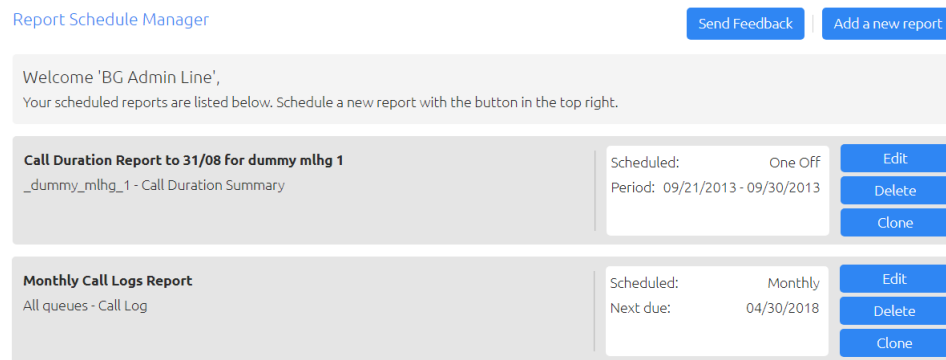 Report Schedule Manager
Send Feedback
Add a new report
Welcome 'BG Admin Line',
Your scheduled reports are listed below. Schedule a new report with the button in the top right.
Call Duration Report to 31/08 for dummy mlhg 1
_dummy_mlhg_1 - Call Duration Summary
Scheduled: One Off
Period: 09/21/2013 - 09/30/2013
Edit
Delete
Clone
Monthly Call Logs Report
All queues - Call Log
Scheduled: Monthly
Next due: 04/30/2018
Edit
Delete
Clone